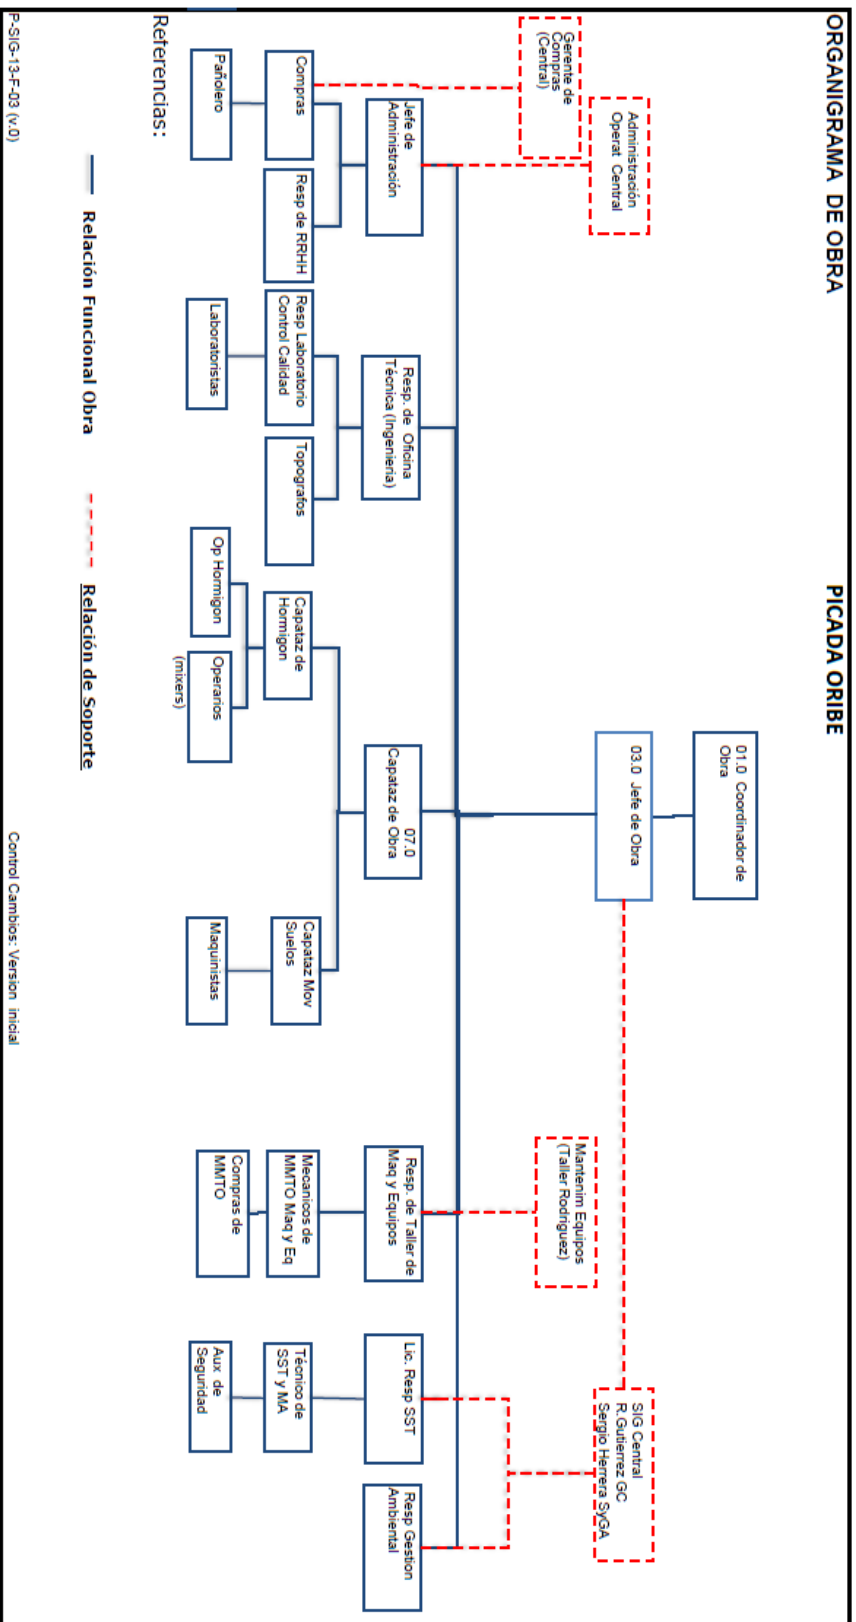 ORGANIGRAMA DE OBRA
PICADA ORIBE
01.0 Coordinador de
Obra
03.0 Jefe de Obra
Administración
Operat Central
Gerente de
Compras
(Central)
Mantenim Equipos
(Taller Rodriguez)
SIG Central
R.Gutierrez GC
Sergio Herrera SyGA
Jefe de
Administración
Resp. de Oficina
Técnica (Ingenieria)
07.0
Capataz de Obra
Resp. de Taller de
Maq y Equipos
Lic. Resp SST
Resp Gestion
Ambiental
Compras
Resp de RRHH
Resp Laboratorio
Control Calidad
Topografos
Capataz de
Hormigon
Capataz Mov
Suelos
Mecanicos de
MMTO Maq y Eq
Técnico de
SST y MA
Pañolero
Laboratoristas
Op Hormigon
Operarios
(mixers)
Maquinistas
Compras de
MMTO
Aux de
Seguridad
Referencias:
Relación Funcional Obra
Relación de Soporte
P-SIG-13-F-03 (v.0)
Control Cambios: Version inicial